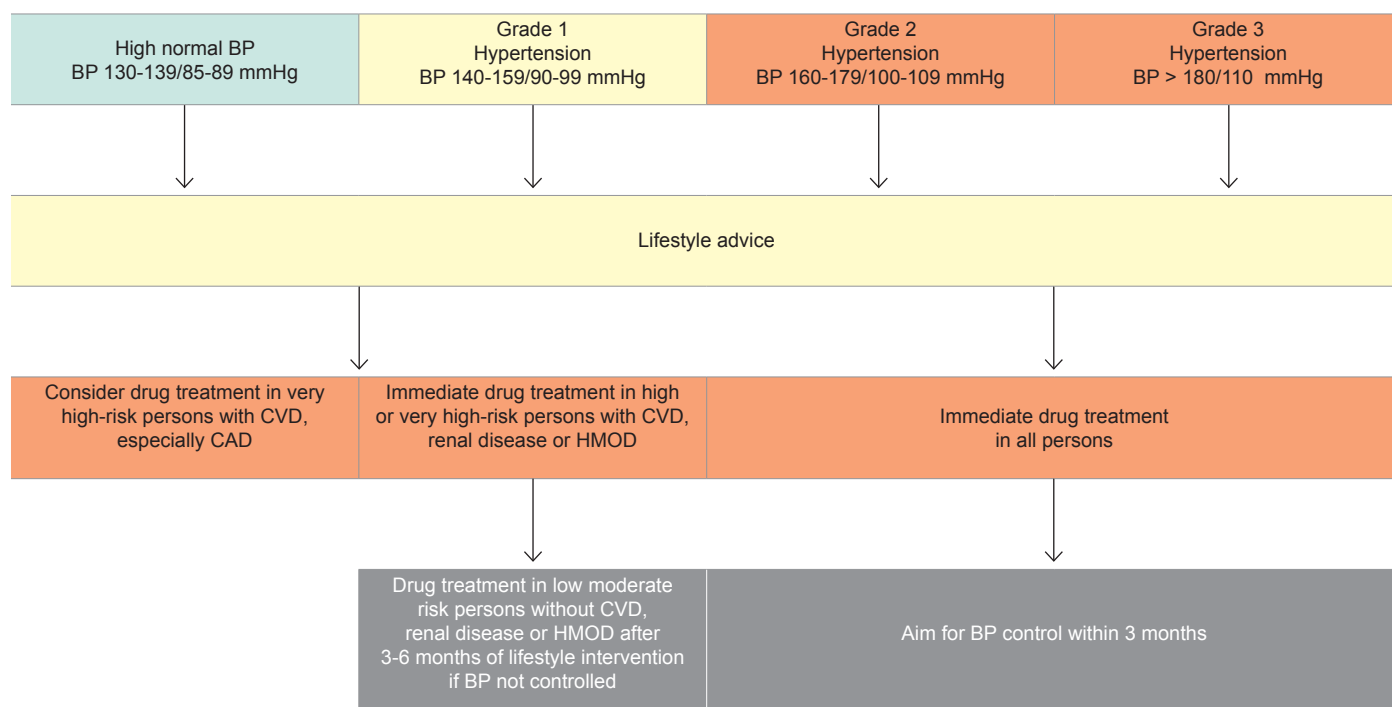 High normal BP
BP 130-139/85-89 mmHg
Grade 1
Hypertension
BP 140-159/90-99 mmHg
Grade 2
Hypertension
BP 160-179/100-109 mmHg
Grade 3
Hypertension
BP > 180/110 mmHg
Lifestyle advice
Consider drug treatment in very
high-risk persons with CVD,
especially CAD
Immediate drug treatment in high
or very high-risk persons with CVD,
renal disease or HMOD
Immediate drug treatment
in all persons
Drug treatment in low moderate
risk persons without CVD,
renal disease or HMOD after
3-6 months of lifestyle intervention
if BP not controlled
Aim for BP control within 3 months